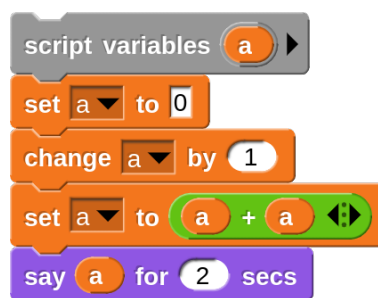 script variables a
set a to 0
change a by 1
set a to a + a
say a for 2 secs